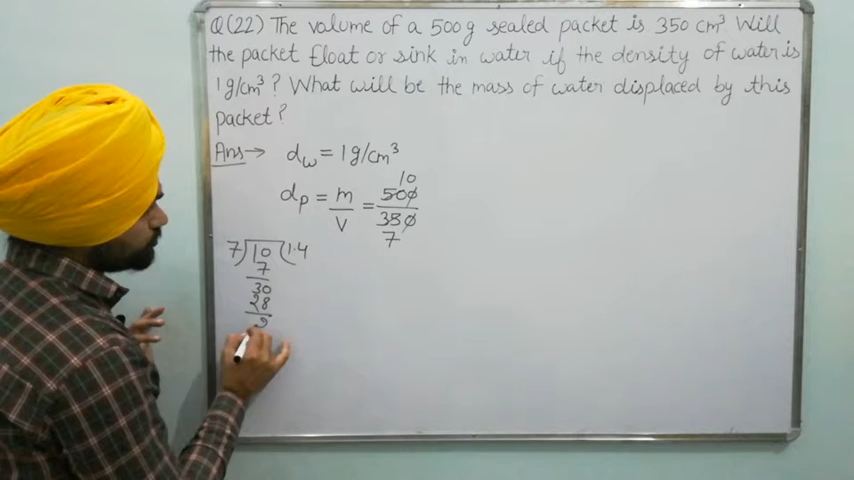 Q(22) The volume of a 500g sealed packet is 350 cm³ Will
the packet float or sink in water if the density of water is
1g/cm³? What will be the mass of water displaced by this
packet?
Ans→ dw = 1g/cm³
10
dp = m/V = 500/350
7
7)10(1.4
7
30
28
2